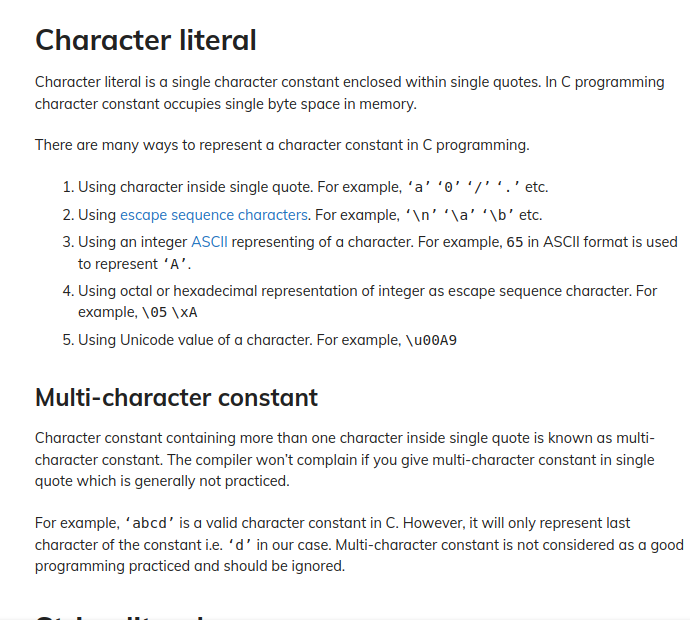 Character literal
Character literal is a single character constant enclosed within single quotes. In C programming
character constant occupies single byte space in memory.
There are many ways to represent a character constant in C programming.
1. Using character inside single quote. For example, ‘a’ ‘0’ ‘/’ ‘.’ etc.
2. Using escape sequence characters. For example, ‘\n’ ‘\a’ ‘\b’ etc.
3. Using an integer ASCII representing of a character. For example, 65 in ASCII format is used
to represent ‘A’.
4. Using octal or hexadecimal representation of integer as escape sequence character. For
example, \05 \xA
5. Using Unicode value of a character. For example, \u00A9
Multi-character constant
Character constant containing more than one character inside single quote is known as multi-
character constant. The compiler won’t complain if you give multi-character constant in single
quote which is generally not practiced.
For example, ‘abcd’ is a valid character constant in C. However, it will only represent last
character of the constant i.e. ‘d’ in our case. Multi-character constant is not considered as a good
programming practiced and should be ignored.